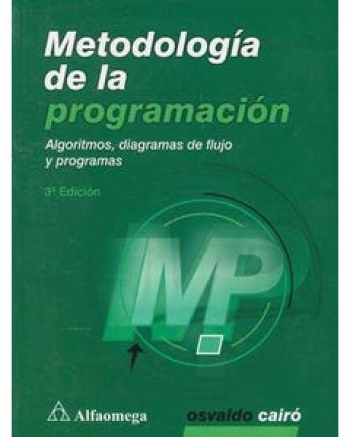 Metodología
de la
programación
Algoritmos, diagramas de flujo
y programas
3ª Edición
MP
Alfaomega
osvaldo cairó